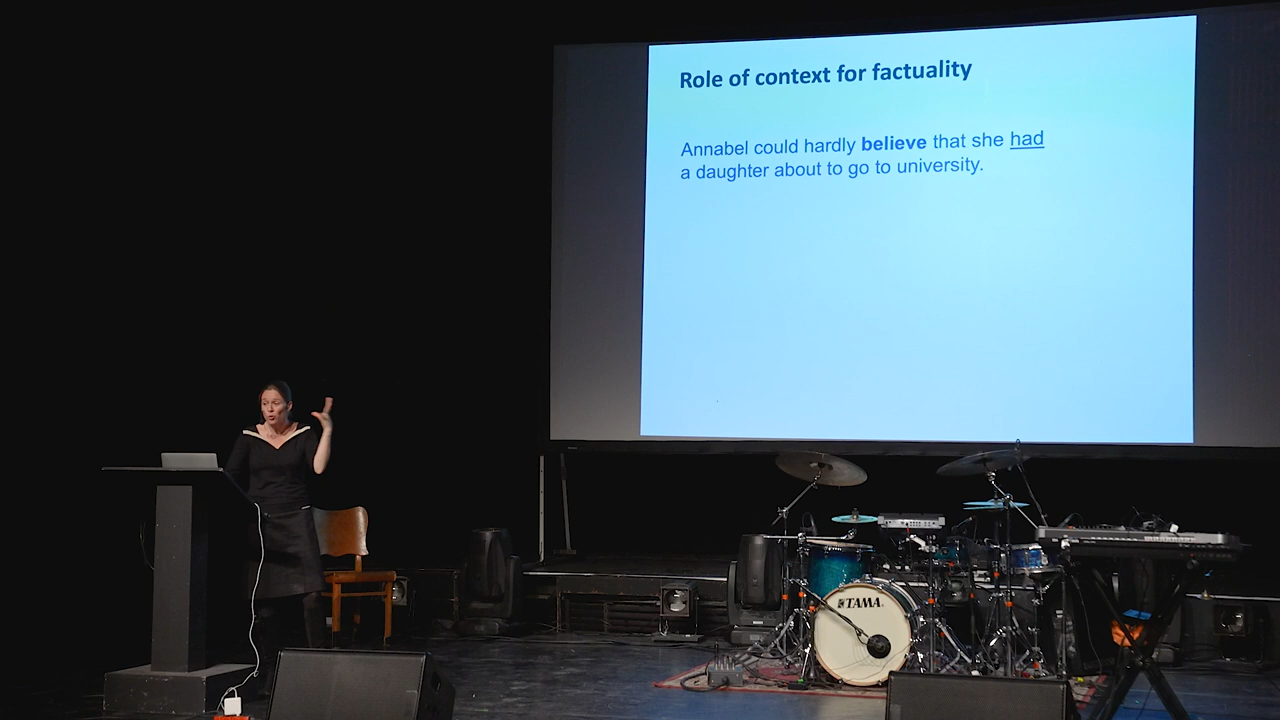 Role of context for factuality
Annabel could hardly believe that she had
a daughter about to go to university.
TAMA